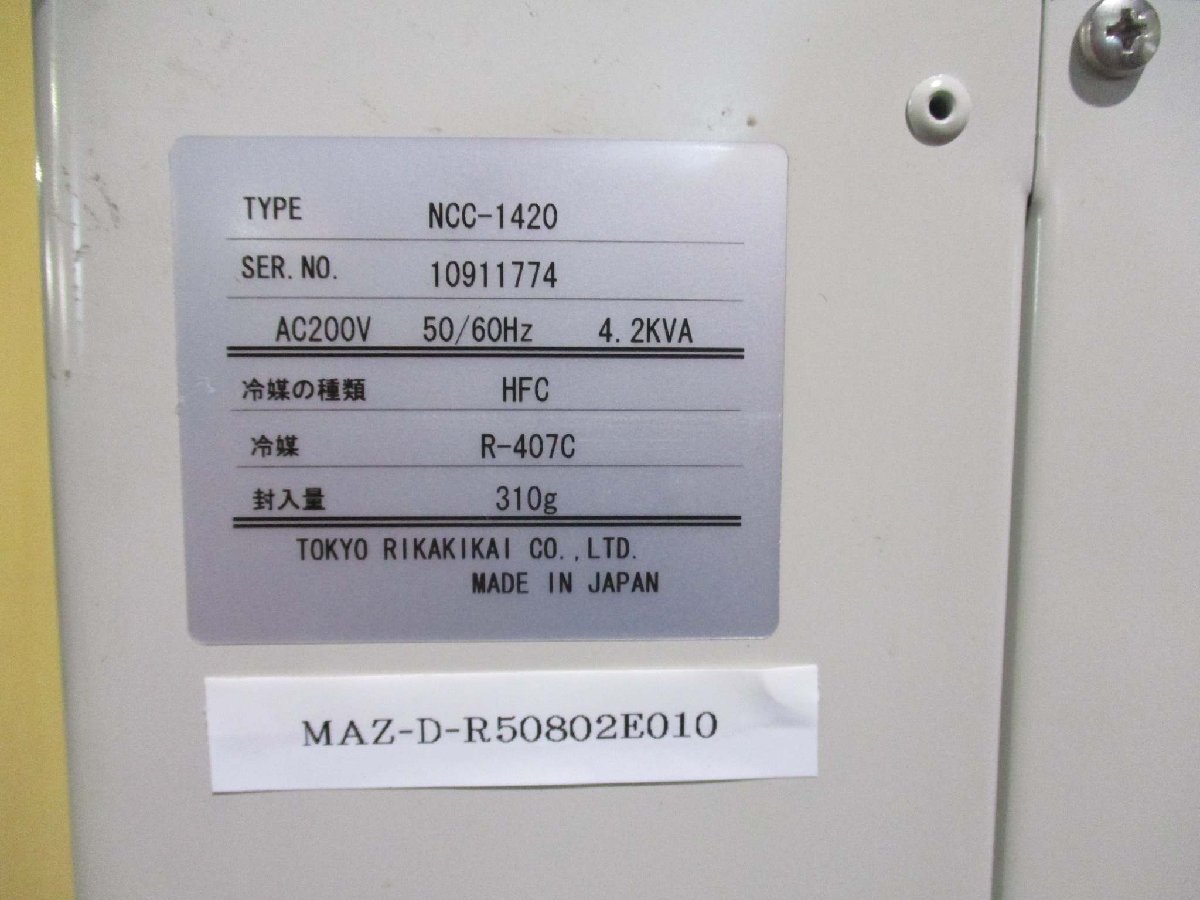 TYPE NCC-1420
SER. NO. 10911774
AC200V 50/60Hz 4.2KVA
冷媒の種類 HFC
冷媒 R-407C
封入量 310g
TOKYO RIKAKIKAI CO.,LTD.
MADE IN JAPAN
MAZ-D-R50802E010